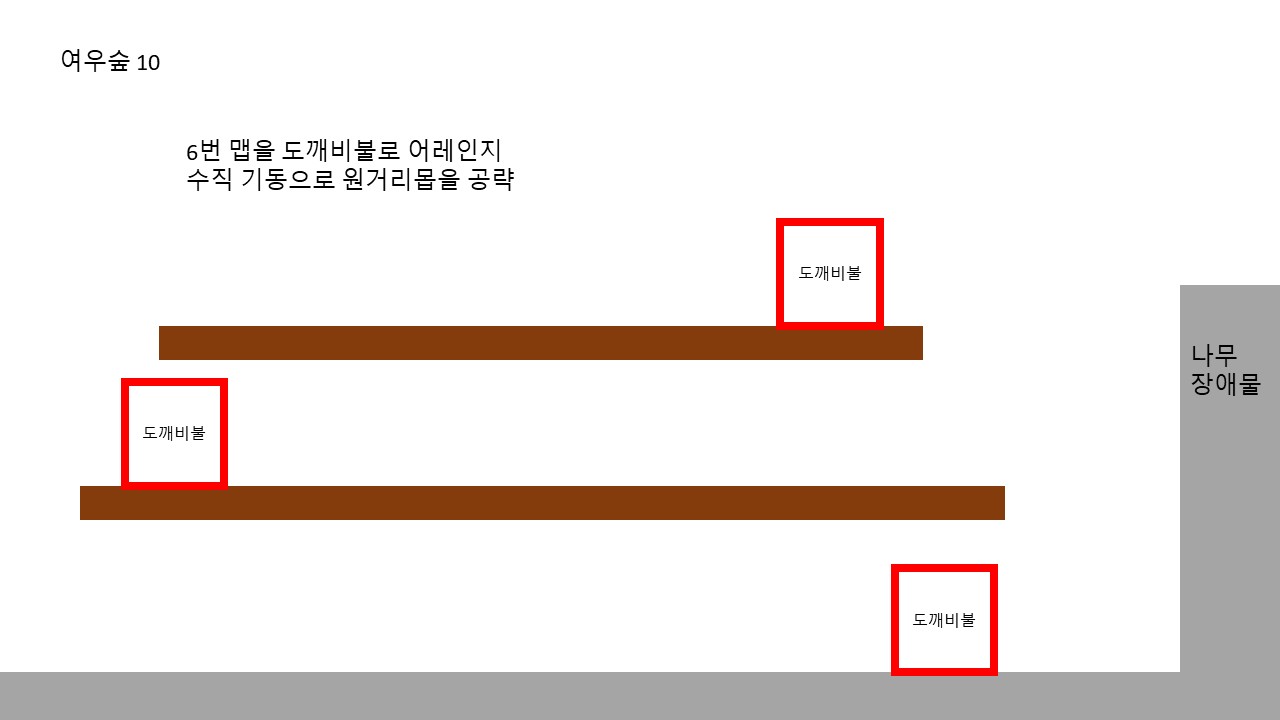 여우숲 10
6번 맵을 도깨비불로 어레인지
수직 기동으로 원거리몹을 공략
도깨비불
나무
장애물
도깨비불
도깨비불